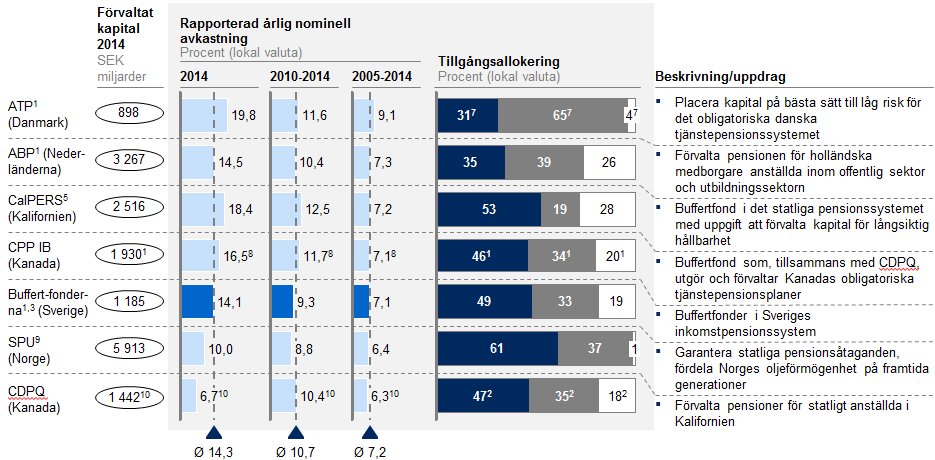 Förvaltat
kapital
2014
SEK
miljarder
Rapporterad årlig nominell
avkastning
Procent (lokal valuta)
2014 2010-2014 2005-2014
Tillgångsallokering
Procent (lokal valuta)
Beskrivning/uppdrag
ATP1
(Danmark)
898 19,8 11,6 9,1 31⁷ 65⁷ 4⁷
▪ Placera kapital på bästa sätt till låg risk för
det obligatoriska danska
tjänstepensionssystemet
ABP1 (Neder-
länderna)
3 267 14,5 10,4 7,3 35 39 26
▪ Förvalta pensionen för holländska
medborgare anställda inom offentlig sektor
och utbildningssektorn
CalPERS5
(Kalifornien)
2 516 18,4 12,5 7,2 53 19 28
▪ Buffertfond i det statliga pensionssystemet
med uppgift att förvalta kapital för långsiktig
hållbarhet
CPP IB
(Kanada)
1 930¹ 16,5⁸ 11,7⁸ 7,1⁸ 46¹ 34¹ 20¹
▪ Buffertfond som, tillsammans med CDPQ,
utgör och förvaltar Kanadas obligatoriska
tjänstepensionsplaner
Buffert-fonder-
na1,3 (Sverige)
1 185 14,1 9,3 7,1 49 33 19
▪ Buffertfonder i Sveriges
inkomstpensionssystem
SPU9
(Norge)
5 913 10,0 8,8 6,4 61 37 1
▪ Garantera statliga pensionsåtaganden,
fördela Norges oljeförmögenhet på framtida
generationer
CDPQ
(Kanada)
1 442¹⁰ 6,7¹⁰ 10,4¹⁰ 6,3¹⁰ 47² 35² 18²
▪ Förvalta pensioner för statligt anställda i
Kalifornien
Ø 14,3 Ø 10,7 Ø 7,2